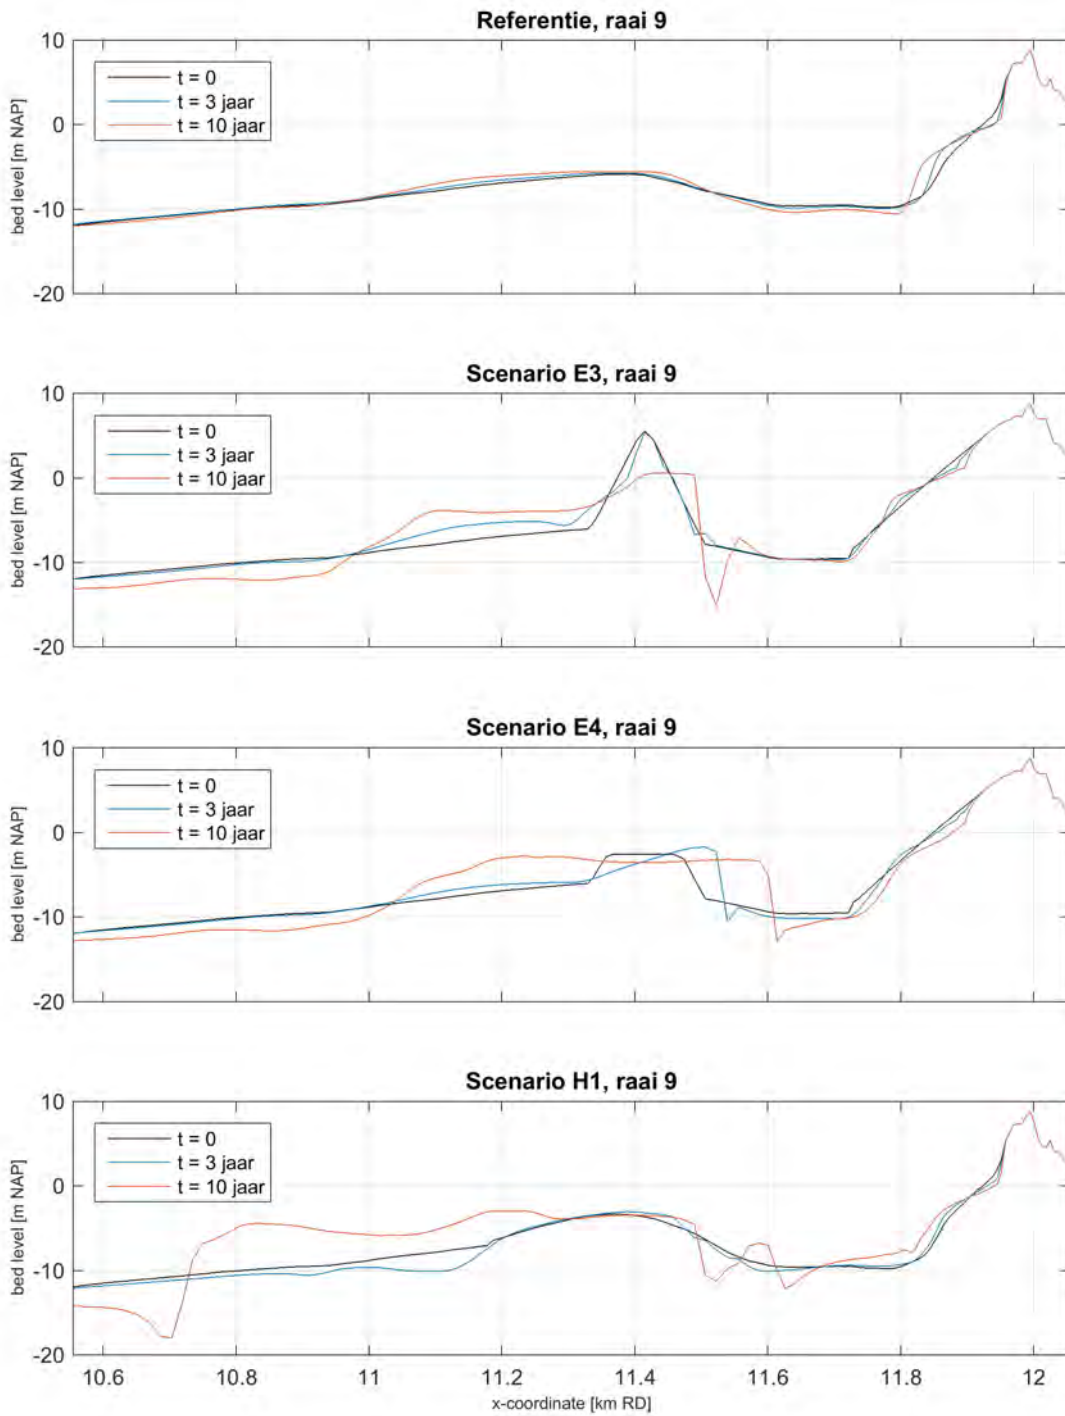 Referentie, raai 9
10
0
-10
-20
bed level [m NAP]
t = 0
t = 3 jaar
t = 10 jaar
Scenario E3, raai 9
10
0
-10
-20
bed level [m NAP]
t = 0
t = 3 jaar
t = 10 jaar
Scenario E4, raai 9
10
0
-10
-20
bed level [m NAP]
t = 0
t = 3 jaar
t = 10 jaar
Scenario H1, raai 9
10
0
-10
-20
bed level [m NAP]
t = 0
t = 3 jaar
t = 10 jaar
10.6 10.8 11 11.2 11.4 11.6 11.8 12
x-coordinate [km RD]